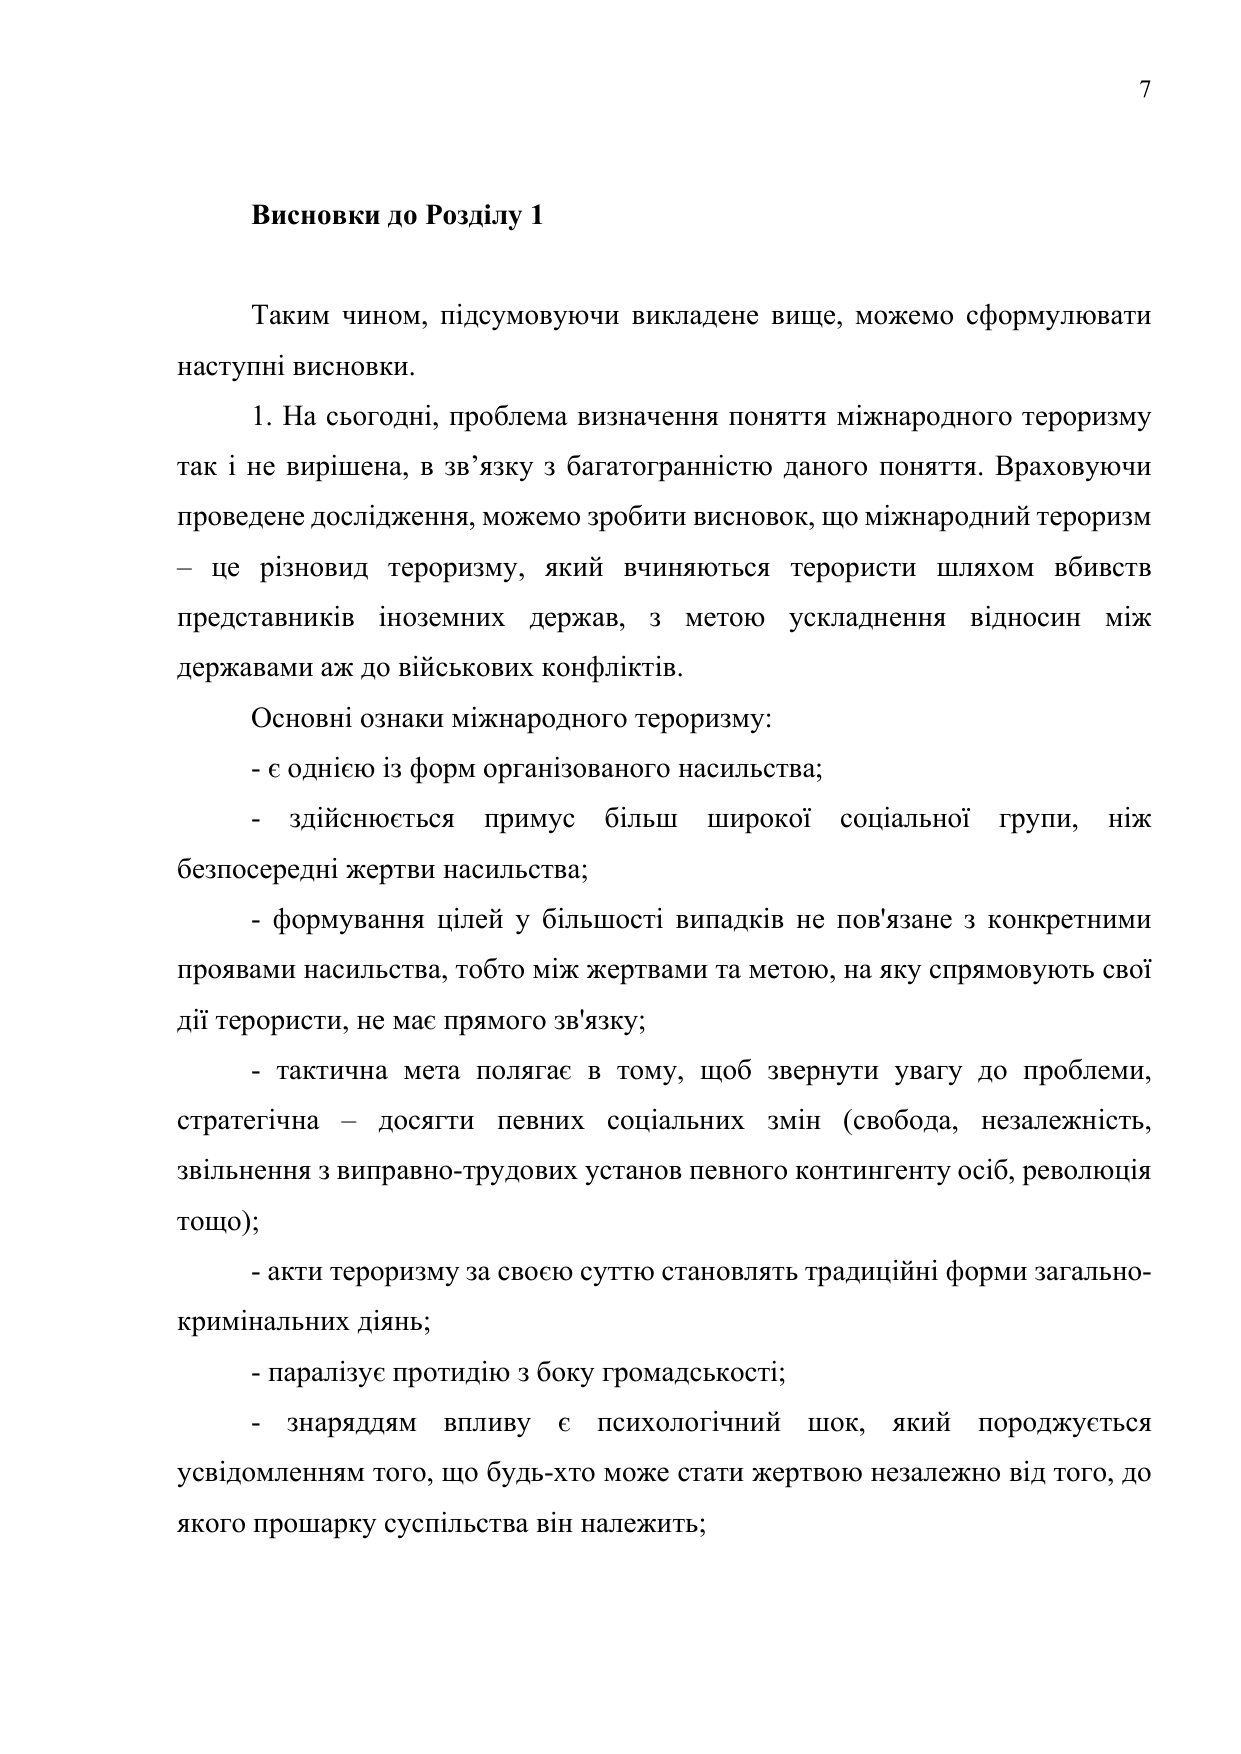 7
Висновки до Розділу 1
Таким чином, підсумовуючи викладене вище, можемо сформулювати
наступні висновки.
1. На сьогодні, проблема визначення поняття міжнародного тероризму
так і не вирішена, в зв’язку з багатогранністю даного поняття. Враховуючи
проведене дослідження, можемо зробити висновок, що міжнародний тероризм
– це різновид тероризму, який вчиняються терористи шляхом вбивств
представників іноземних держав, з метою ускладнення відносин між
державами аж до військових конфліктів.
Основні ознаки міжнародного тероризму:
- є однією із форм організованого насильства;
- здійснюється примус більш широкої соціальної групи, ніж
безпосередні жертви насильства;
- формування цілей у більшості випадків не пов'язане з конкретними
проявами насильства, тобто між жертвами та метою, на яку спрямовують свої
дії терористи, не має прямого зв'язку;
- тактична мета полягає в тому, щоб звернути увагу до проблеми,
стратегічна – досягти певних соціальних змін (свобода, незалежність,
звільнення з виправно-трудових установ певного контингенту осіб, революція
тощо);
- акти тероризму за своєю суттю становлять традиційні форми загально-
кримінальних діянь;
- паралізує протидію з боку громадськості;
- знаряддям впливу є психологічний шок, який породжується
усвідомленням того, що будь-хто може стати жертвою незалежно від того, до
якого прошарку суспільства він належить;